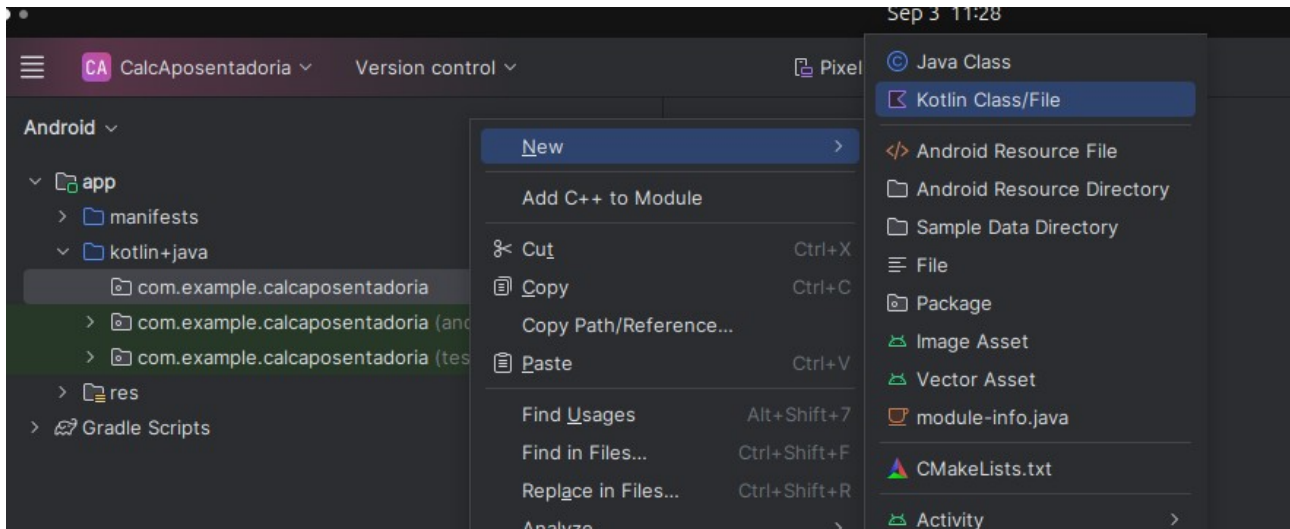 Sep 3 11:28
CA CalcAposentadoria Version control Pixel
Android
app
manifests
kotlin+java
com.example.calcaposentadoria
com.example.calcaposentadoria (and
com.example.calcaposentadoria (tes
res
Gradle Scripts
New
Add C++ to Module
Cut Ctrl+X
Copy Ctrl+C
Copy Path/Reference...
Paste Ctrl+V
Find Usages Alt+Shift+7
Find in Files... Ctrl+Shift+F
Replace in Files... Ctrl+Shift+R
Analyze
Java Class
Kotlin Class/File
Android Resource File
Android Resource Directory
Sample Data Directory
File
Package
Image Asset
Vector Asset
module-info.java
CMakeLists.txt
Activity